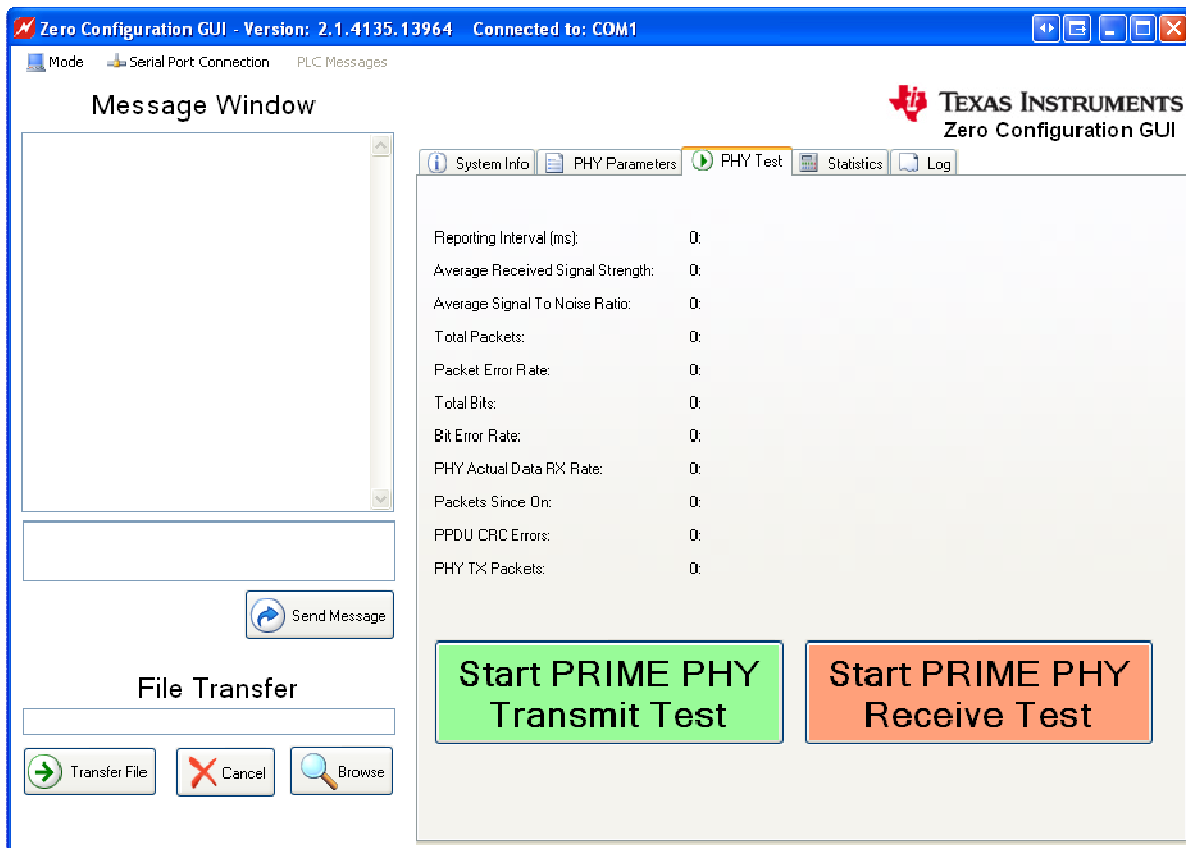 Zero Configuration GUI - Version: 2.1.4135.13964 Connected to: COM1
Mode Serial Port Connection PLC Messages
Message Window
TEXAS INSTRUMENTS
Zero Configuration GUI
System Info PHY Parameters PHY Test Statistics Log
Reporting Interval (ms): 0;
Average Received Signal Strength: 0;
Average Signal To Noise Ratio: 0;
Total Packets: 0;
Packet Error Rate: 0;
Total Bits: 0;
Bit Error Rate: 0;
PHY Actual Data RX Rate: 0;
Packets Since On: 0;
PPDU CRC Errors: 0;
PHY TX Packets: 0;
Send Message
Start PRIME PHY
Transmit Test
Start PRIME PHY
Receive Test
File Transfer
Transfer File Cancel Browse